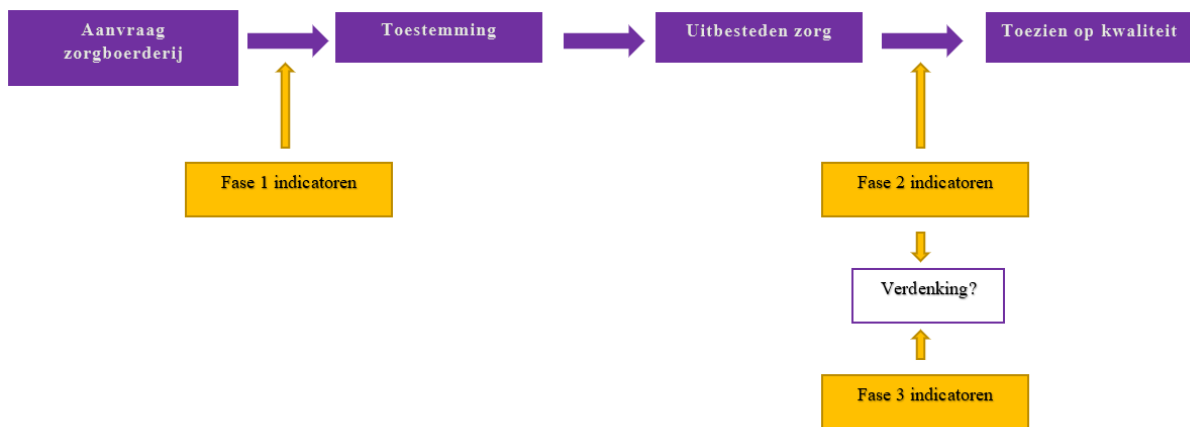 Aanvraag
zorgboerderij
Toestemming
Uitbesteden zorg
Toezien op kwaliteit
Fase 1 indicatoren
Fase 2 indicatoren
Verdenking?
Fase 3 indicatoren